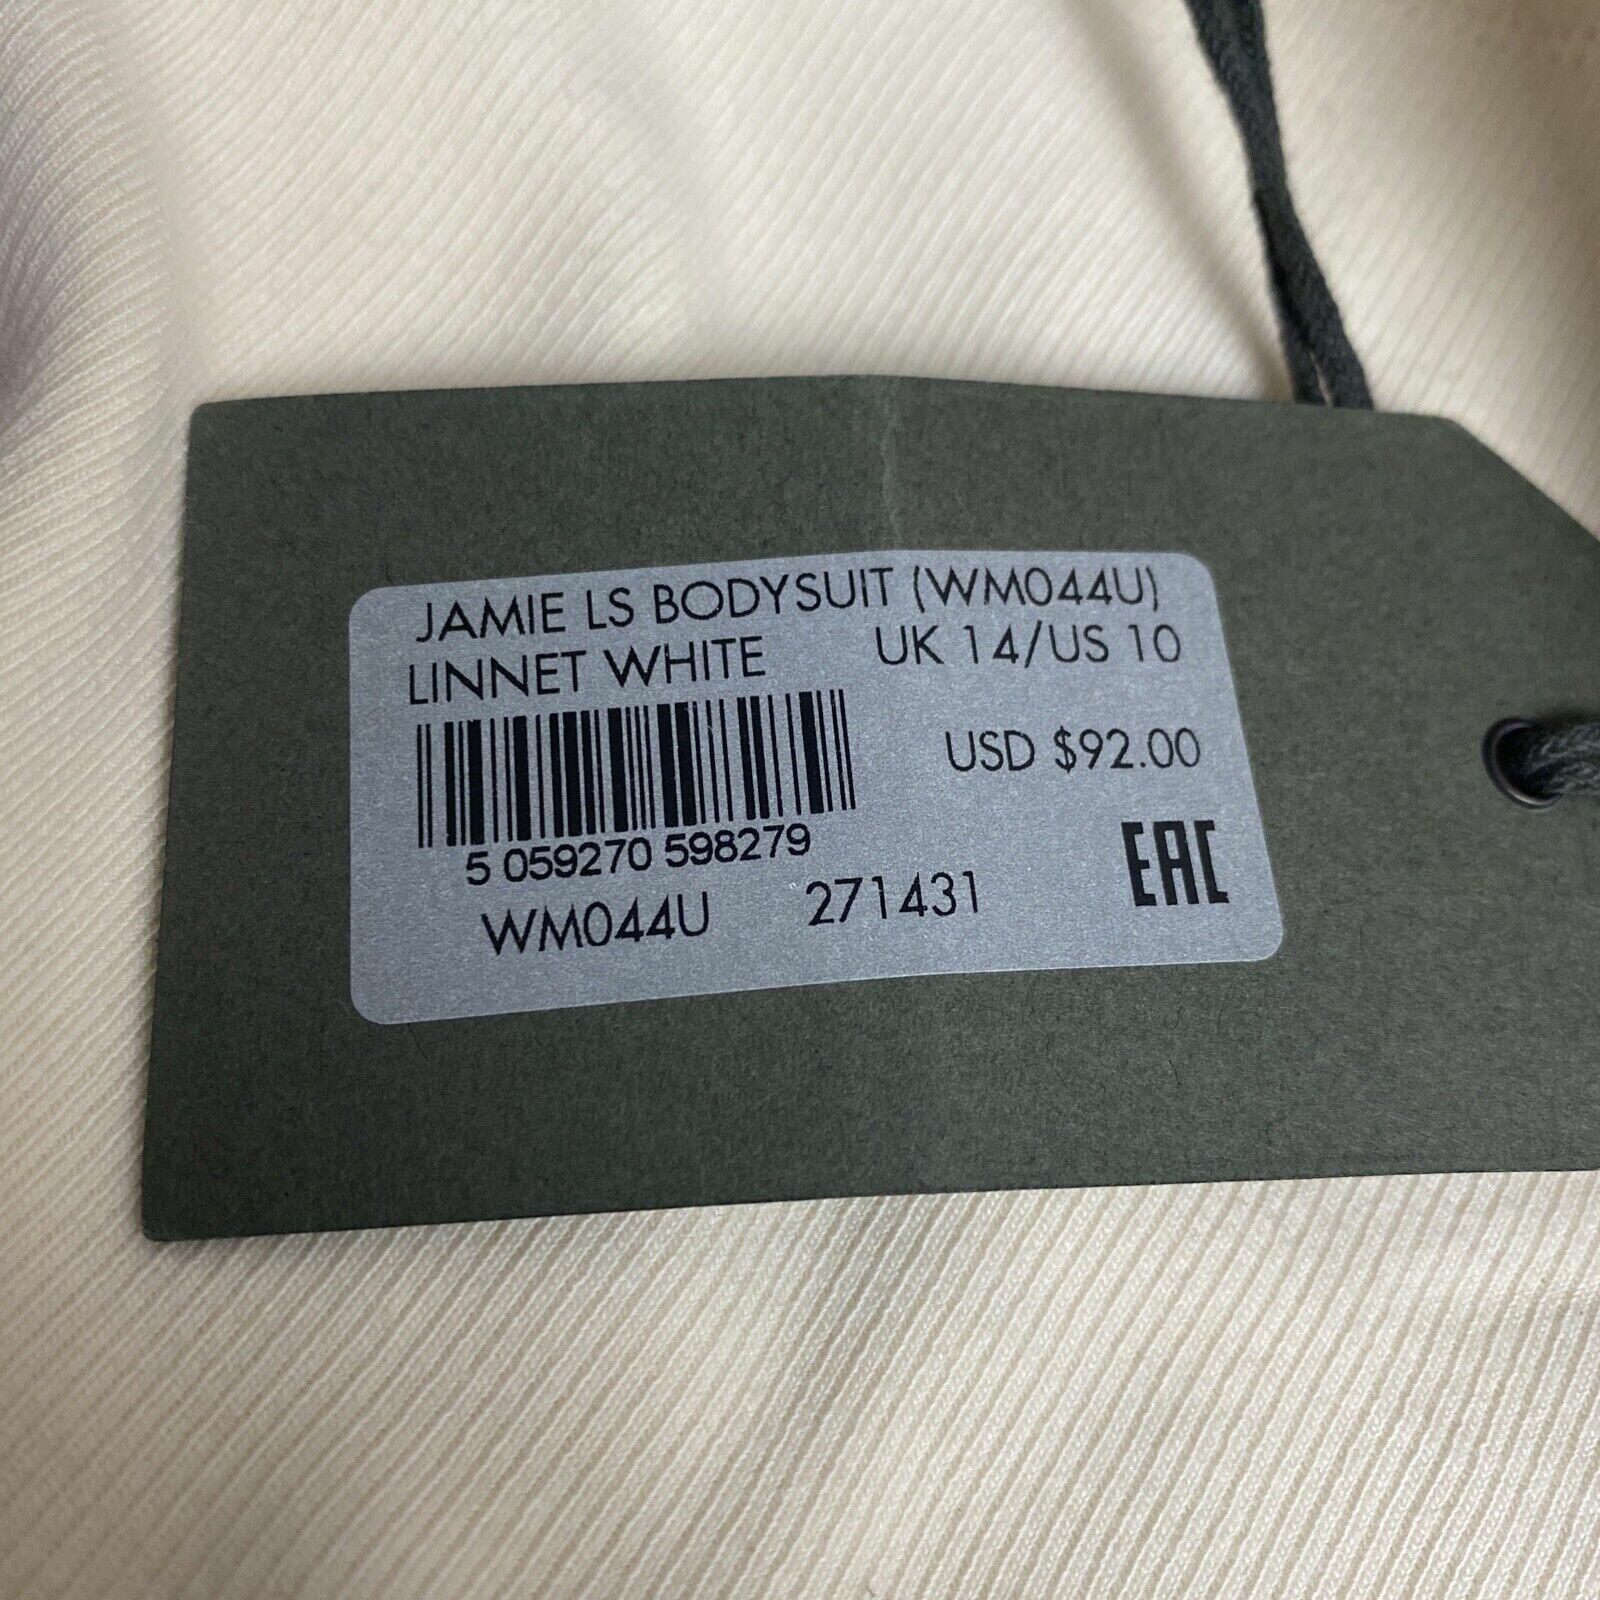 JAMIE LS BODYSUIT (WM044U)
LINNET WHITE UK 14/US 10
USD $92.00
5 059270 598279
EAC
WM044U 271431